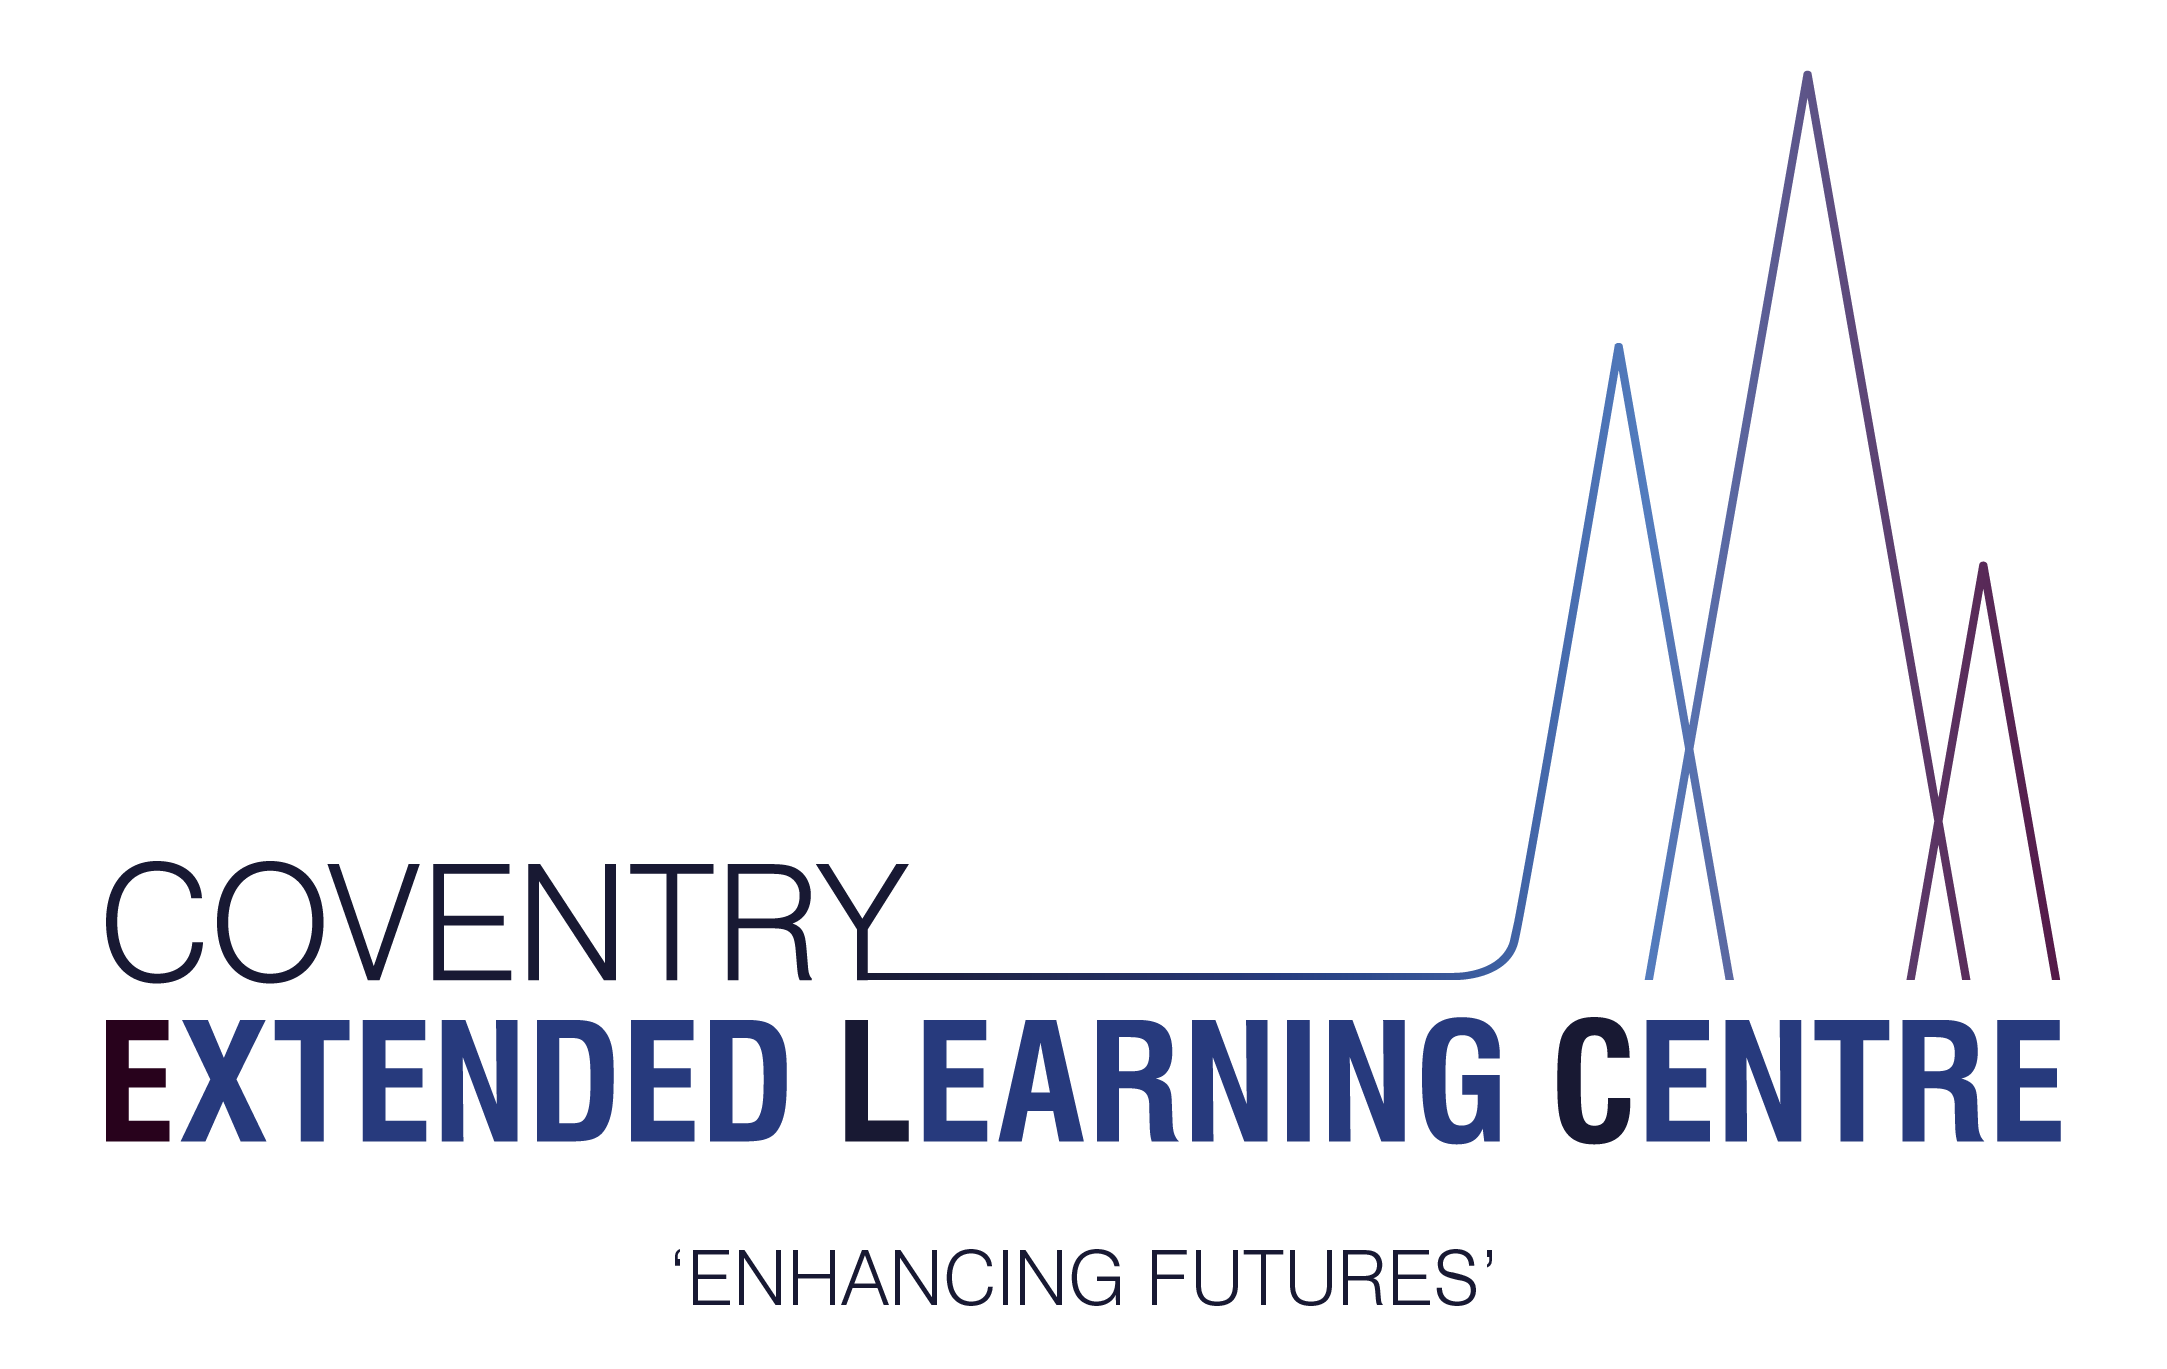 COVENTRY
EXTENDED LEARNING CENTRE
‘ENHANCING FUTURES’